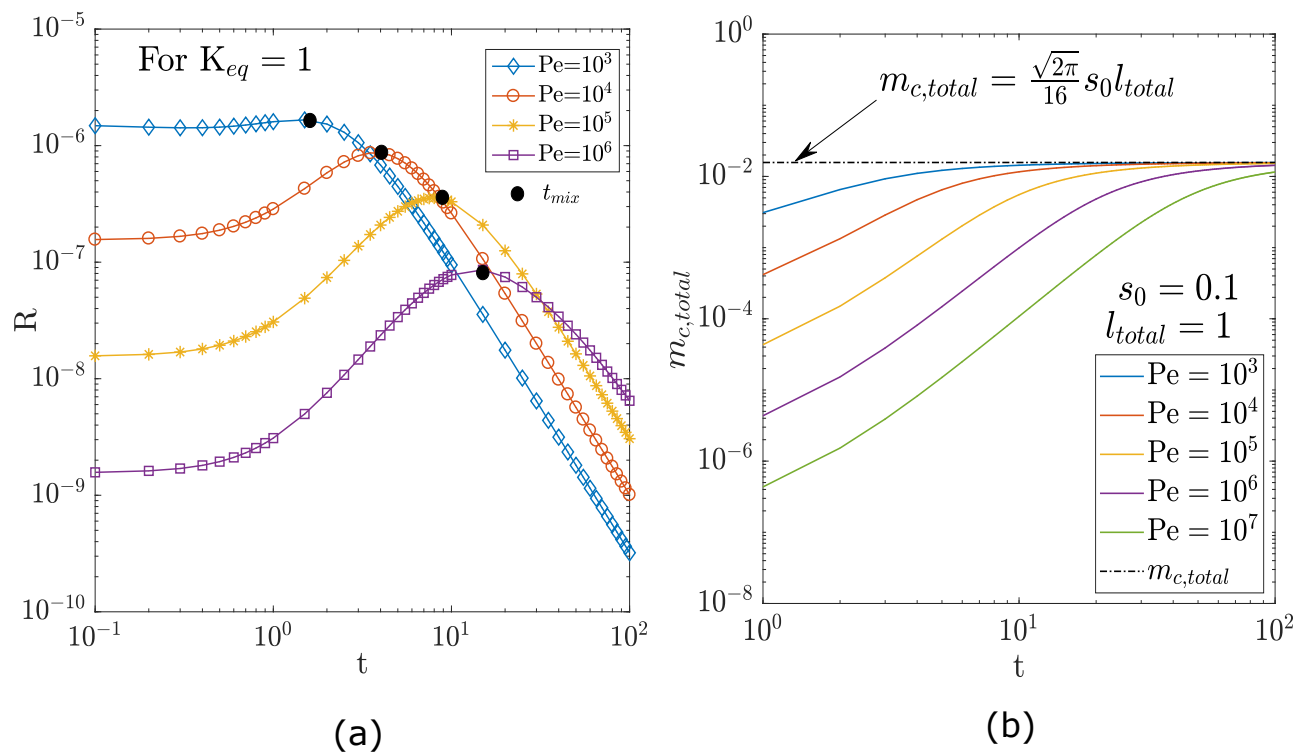 10^-5
10^-6
10^-7
10^-8
10^-9
10^-10
R
For K_eq = 1
Pe=10^3
Pe=10^4
Pe=10^5
Pe=10^6
t_mix
10^-1
10^0
10^1
10^2
t
(a)
10^0
10^-2
10^-4
10^-6
10^-8
m_c,total
m_c,total = √2π/16 s_0 l_total
s_0 = 0.1
l_total = 1
Pe = 10^3
Pe = 10^4
Pe = 10^5
Pe = 10^6
Pe = 10^7
m_c,total
10^0
10^1
10^2
t
(b)